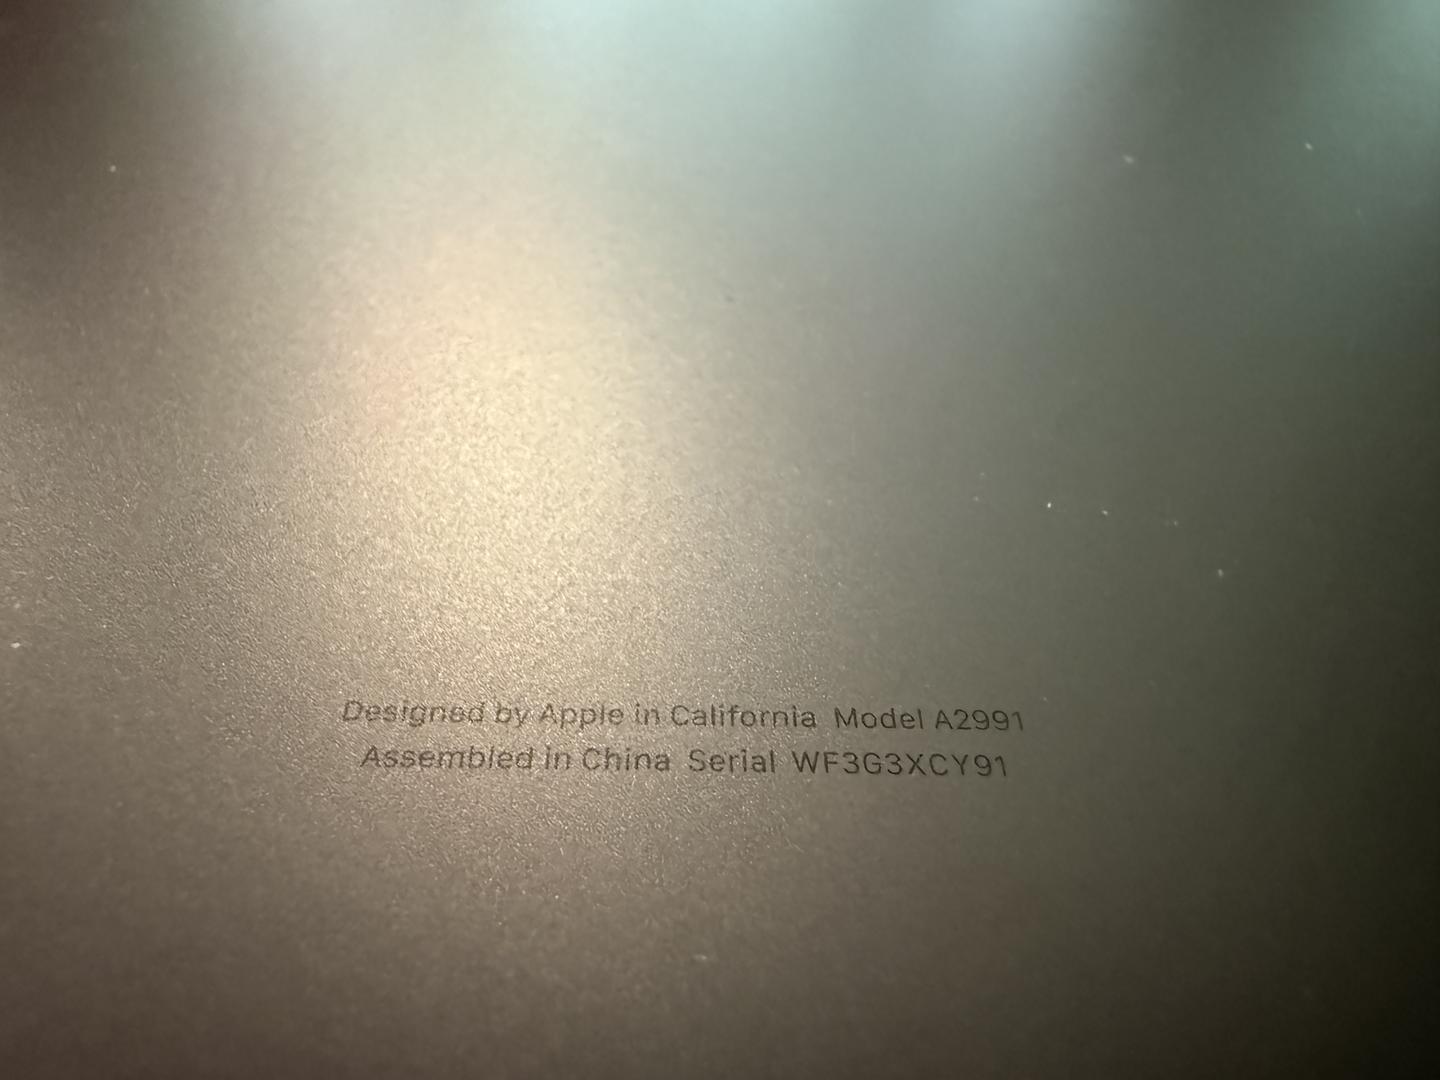 Designed by Apple in California Model A2991
Assembled in China Serial WF3G3XCY91